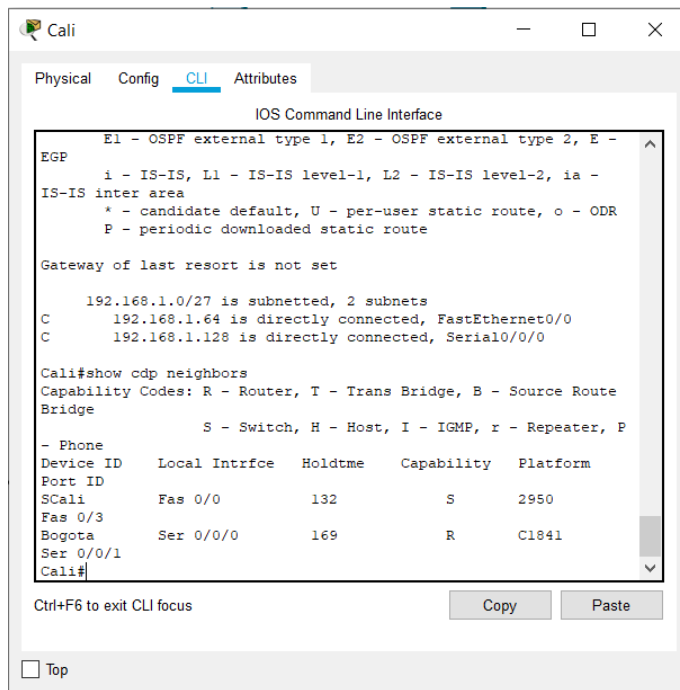 Cali
Physical Config CLI Attributes
IOS Command Line Interface
E1 - OSPF external type 1, E2 - OSPF external type 2, E -
EGP
i - IS-IS, L1 - IS-IS level-1, L2 - IS-IS level-2, ia -
IS-IS inter area
* - candidate default, U - per-user static route, o - ODR
P - periodic downloaded static route
Gateway of last resort is not set
192.168.1.0/27 is subnetted, 2 subnets
C 192.168.1.64 is directly connected, FastEthernet0/0
C 192.168.1.128 is directly connected, Serial0/0/0
Cali#show cdp neighbors
Capability Codes: R - Router, T - Trans Bridge, B - Source Route
Bridge
S - Switch, H - Host, I - IGMP, r - Repeater, P
- Phone
Device ID Local Intrfce Holdtme Capability Platform
Port ID
SCali Fas 0/0 132 S 2950
Fas 0/3
Bogota Ser 0/0/0 169 R C1841
Ser 0/0/1
Cali#
Ctrl+F6 to exit CLI focus
Copy Paste
Top